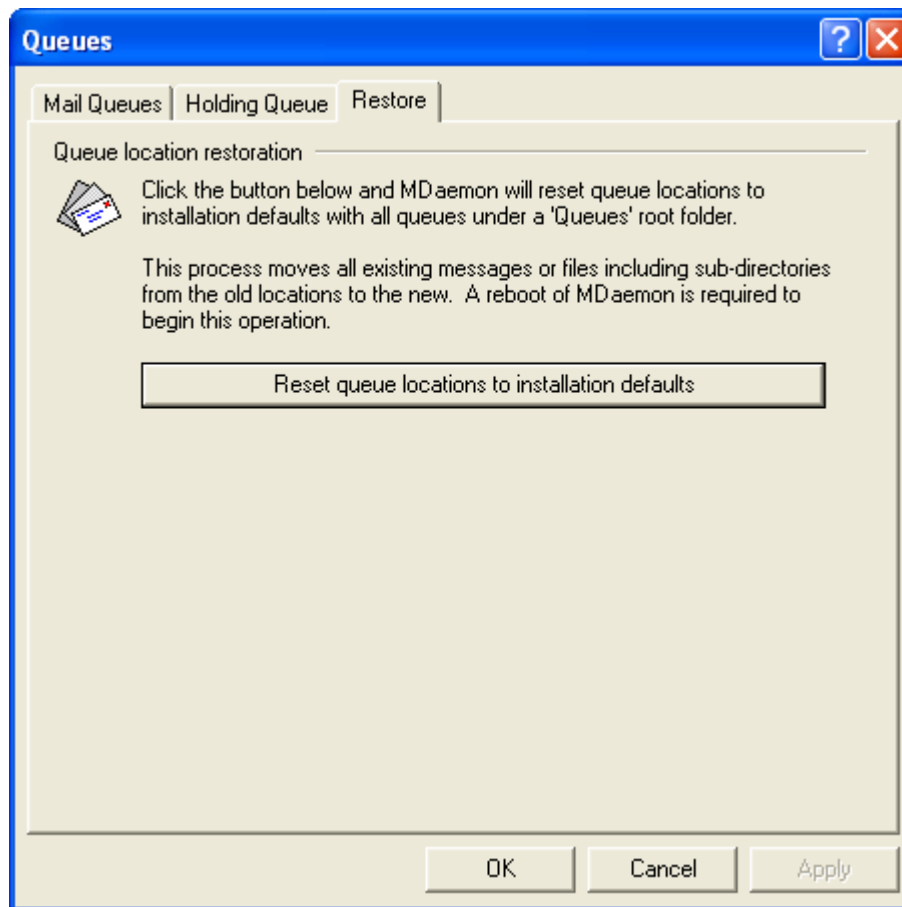 Queues
Mail Queues
Holding Queue
Restore
Queue location restoration
Click the button below and MDaemon will reset queue locations to
installation defaults with all queues under a 'Queues' root folder.
This process moves all existing messages or files including sub-directories
from the old locations to the new.  A reboot of MDaemon is required to
begin this operation.
Reset queue locations to installation defaults
OK
Cancel
Apply